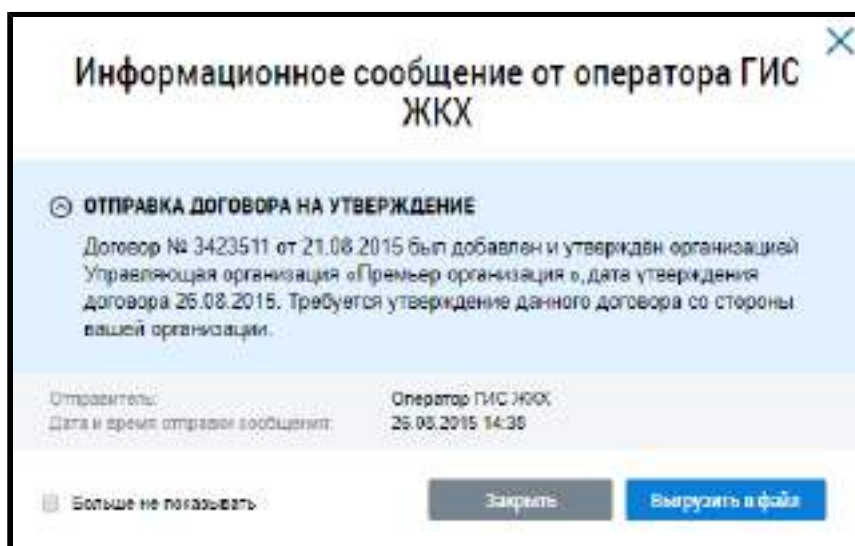 Информационное сообщение от оператора ГИС
ЖКХ
ОТПРАВКА ДОГОВОРА НА УТВЕРЖДЕНИЕ
Договор № 3423511 от 21.08.2015 был добавлен и утверждён организацией
Управляющая организация «Премьер организация »,дата утверждения
договора 26.08.2015. Требуется утверждение данного договора со стороны
вашей организации.
Отправитель: Оператор ГИС ЖКХ
Дата и время отправки сообщения: 26.08.2015 14:38
Больше не показывать Закрыть Выгрузить в файл